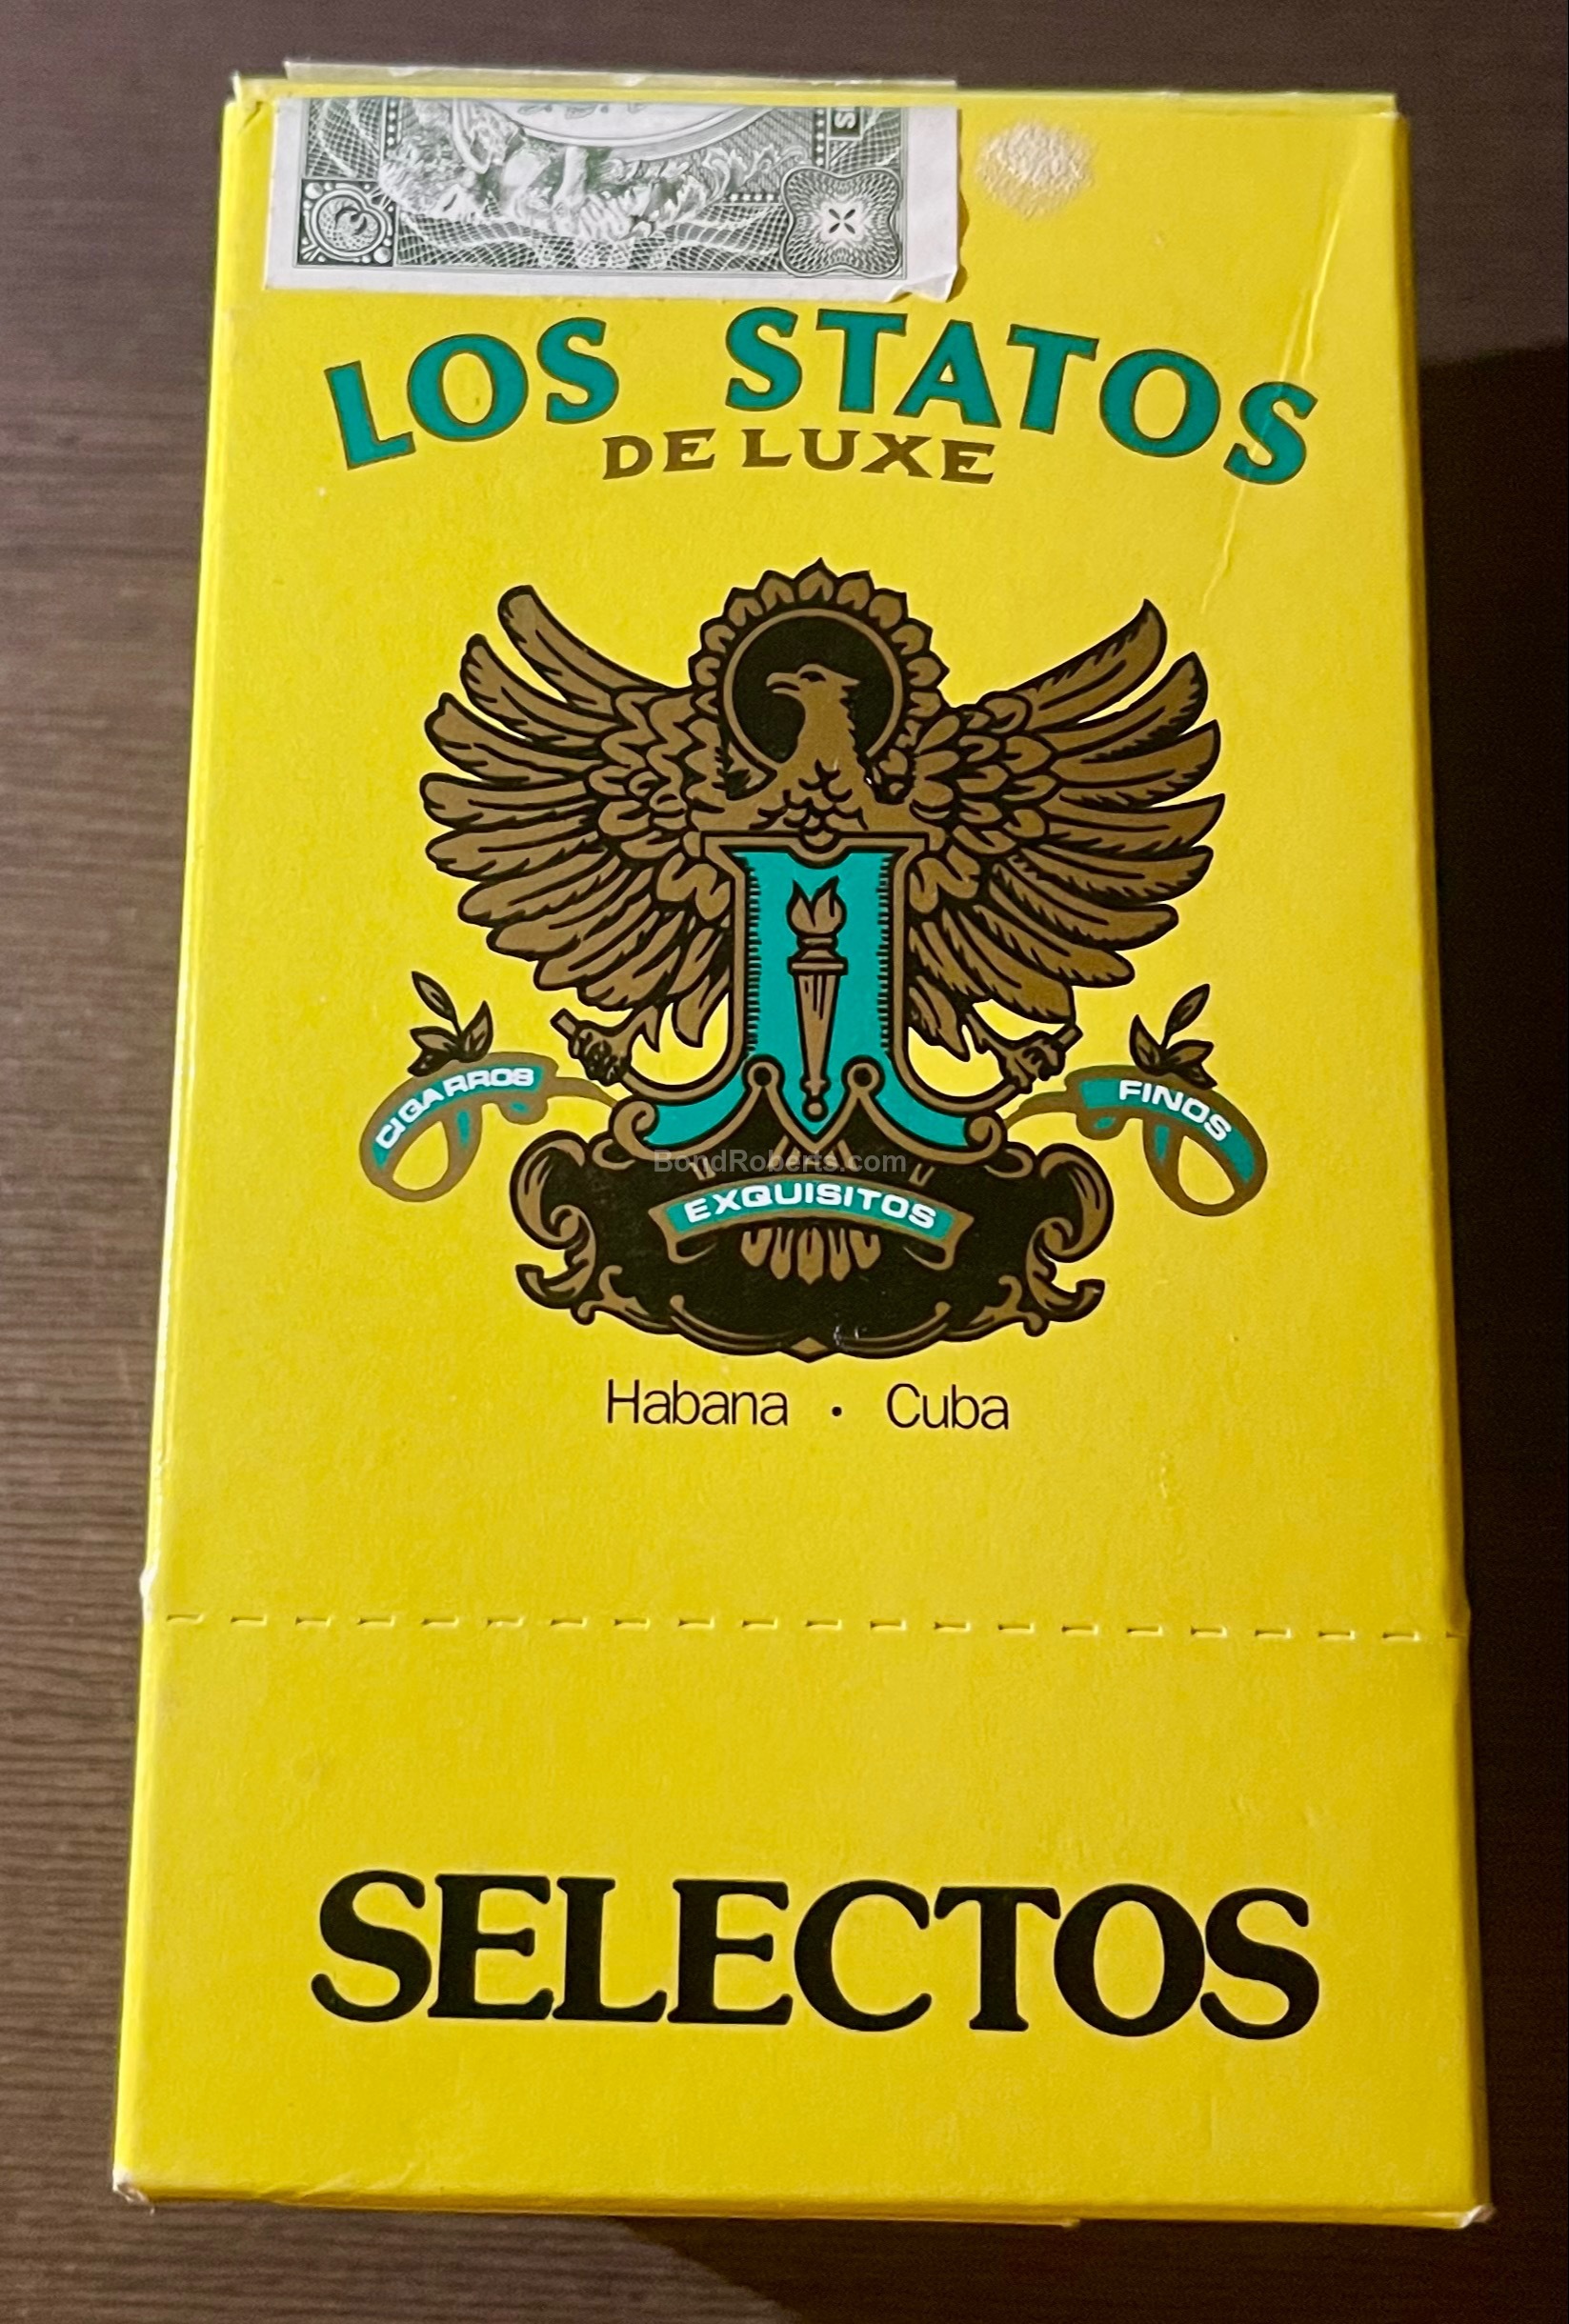 LOS STATOS
DE LUXE
CIGARROS
FINOS
BondRoberts.com
EXQUISITOS
Habana · Cuba
SELECTOS